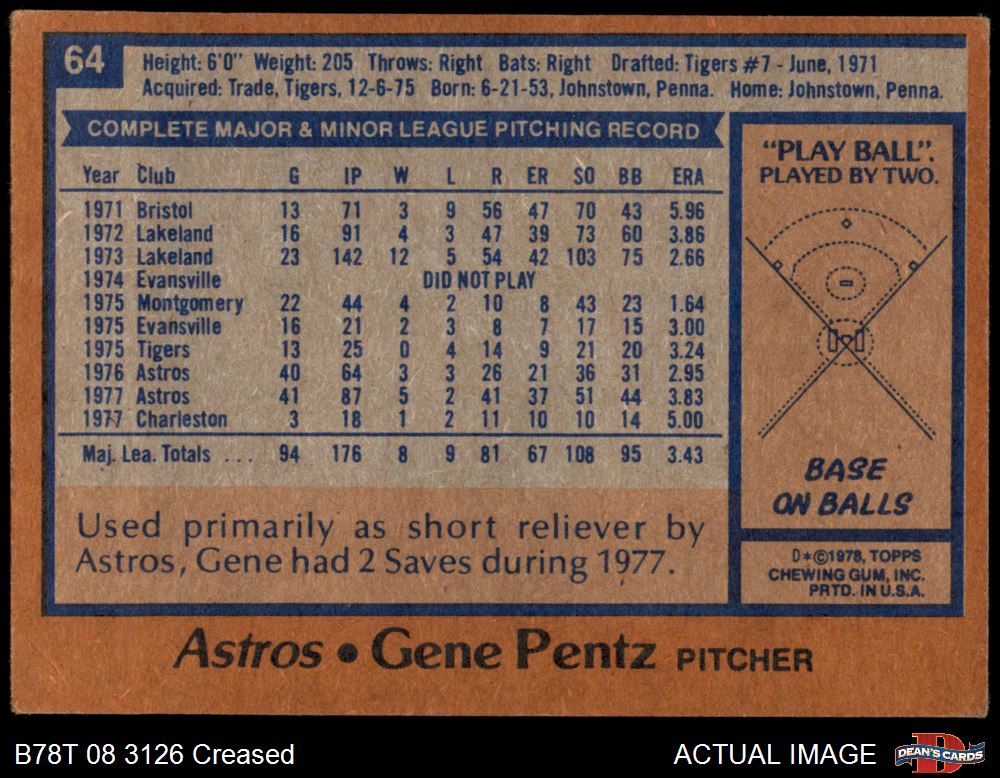 64
Height: 6'0" Weight: 205 Throws: Right Bats: Right Drafted: Tigers #7 - June, 1971
Acquired: Trade, Tigers, 12-6-75 Born: 6-21-53, Johnstown, Penna. Home: Johnstown, Penna.
COMPLETE MAJOR & MINOR LEAGUE PITCHING RECORD
Year Club G IP W L R ER SO BB ERA
1971 Bristol 13 71 3 9 56 47 70 43 5.96
1972 Lakeland 16 91 4 3 47 39 73 60 3.86
1973 Lakeland 23 142 12 5 54 42 103 75 2.66
1974 Evansville DID NOT PLAY
1975 Montgomery 22 44 4 2 10 8 43 23 1.64
1975 Evansville 16 21 2 3 8 7 17 15 3.00
1975 Tigers 13 25 0 4 14 9 21 20 3.24
1976 Astros 40 64 3 3 26 21 36 31 2.95
1977 Astros 41 87 5 2 41 37 51 44 3.83
1977 Charleston 3 18 1 2 11 10 10 14 5.00
Maj. Lea. Totals ... 94 176 8 9 81 67 108 95 3.43
Used primarily as short reliever by
Astros, Gene had 2 Saves during 1977.
"PLAY BALL".
PLAYED BY TWO.
BASE
ON BALLS
D*©1978, TOPPS
CHEWING GUM, INC.
PRTD. IN U.S.A.
Astros • Gene Pentz PITCHER
B78T 08 3126 Creased
ACTUAL IMAGE
DEAN'S CARDS